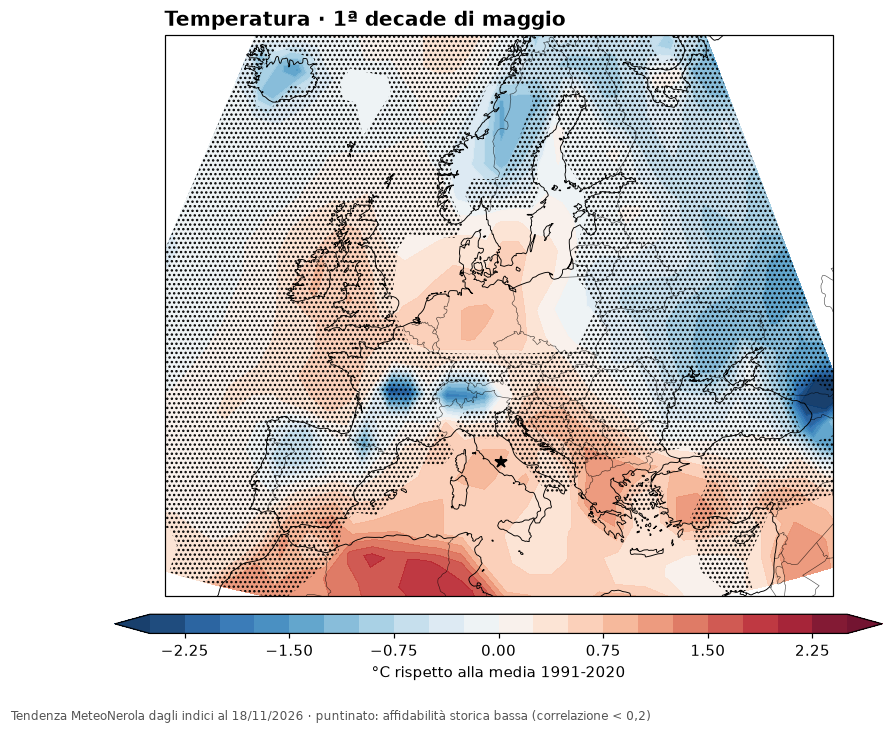 Temperatura · 1ª decade di maggio
−2.25 −1.50 −0.75 0.00 0.75 1.50 2.25
°C rispetto alla media 1991-2020
Tendenza MeteoNerola dagli indici al 18/11/2026 · puntinato: affidabilità storica bassa (correlazione < 0,2)